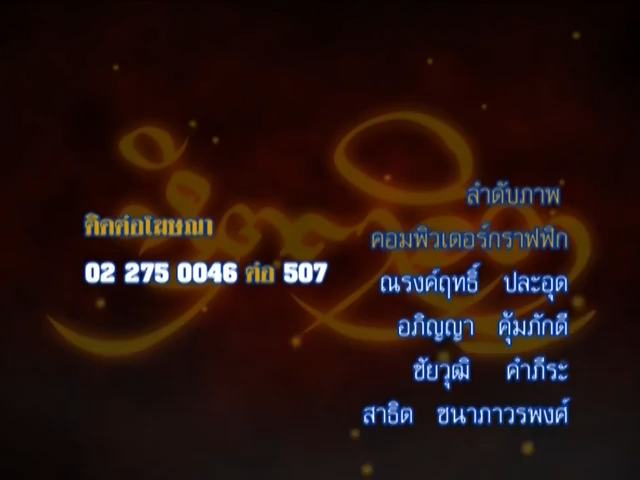 ติดต่อโฆษณา
02 275 0046 ต่อ 507
ลำดับภาพ
คอมพิวเตอร์กราฟฟิก
ณรงค์ฤทธิ์ ปละอุด
อภิญญา คุ้มภักดี
ชัยวุฒิ คำภีระ
สาธิต ชนาภาวรพงศ์